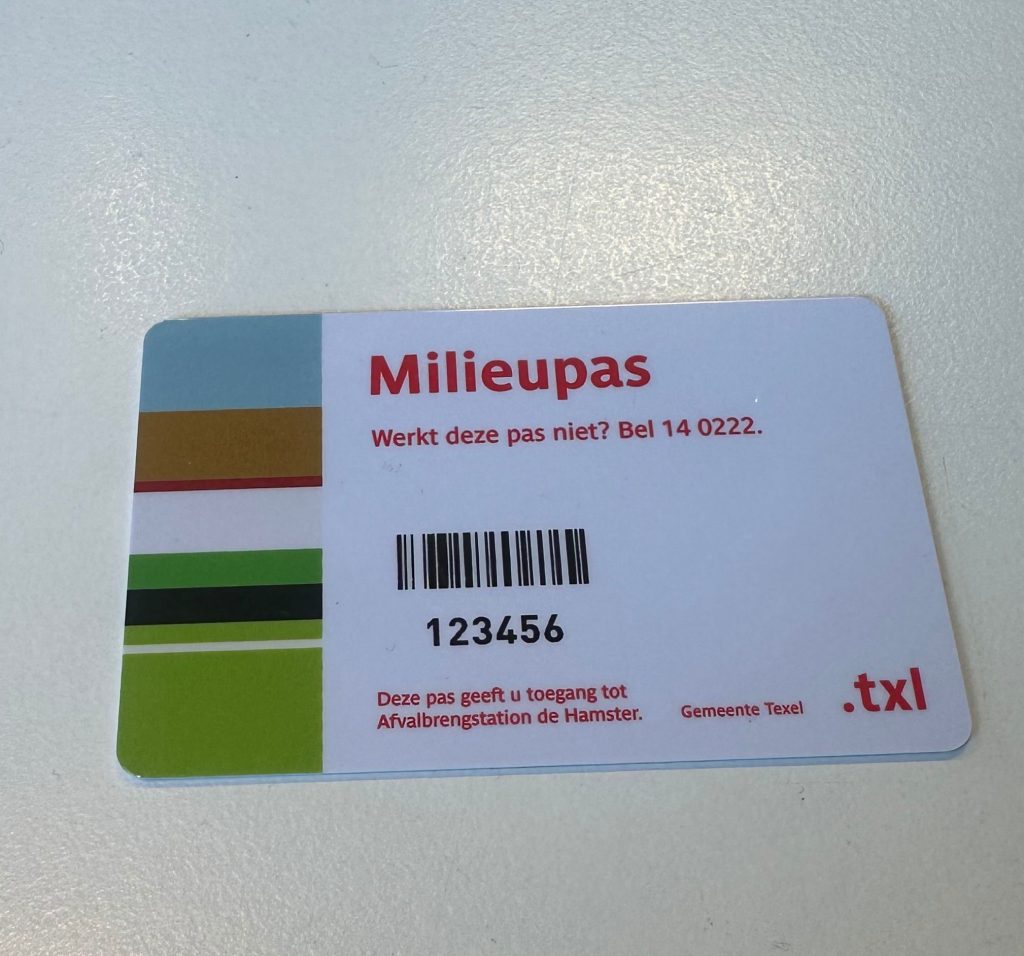 Milieupas
Werkt deze pas niet? Bel 14 0222.
123456
Deze pas geeft u toegang tot
Afvalbrengstation de Hamster.
Gemeente Texel
.txl